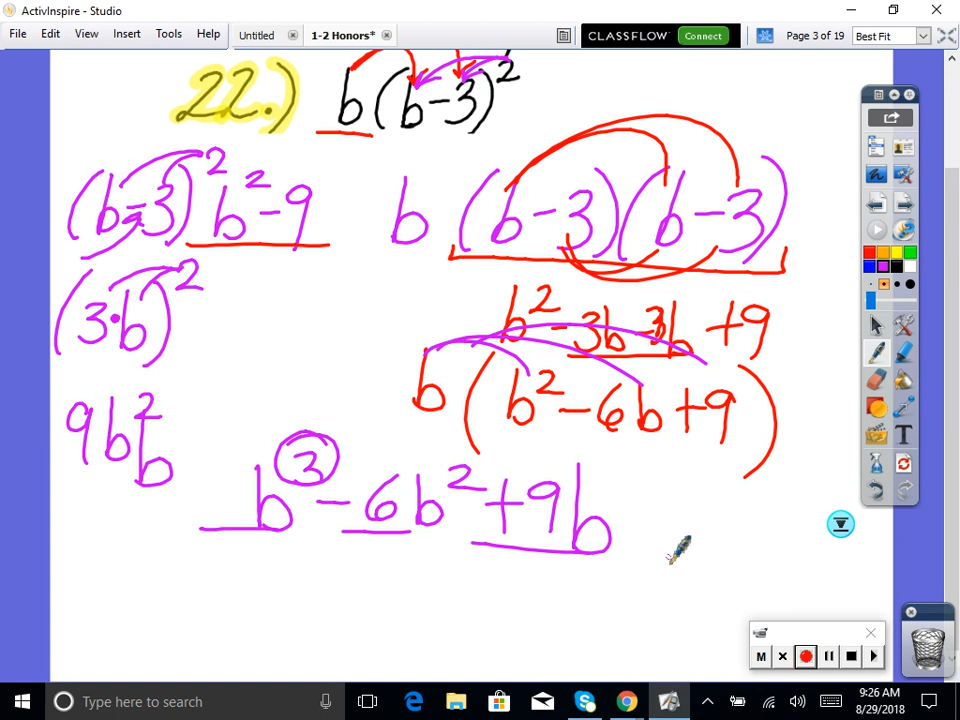 ActivInspire - Studio
File Edit View Insert Tools Help Untitled 1-2 Honors* CLASSFLOW Connect Page 3 of 19 Best Fit
22.) b(b-3)²
(b-3)² b²-9 b(b-3)(b-3)
(3·b)² b²-3b-3b+9
b(b²-6b+9)
9b² b
b³-6b²+9b
T
M
Type here to search
9:26 AM
8/29/2018